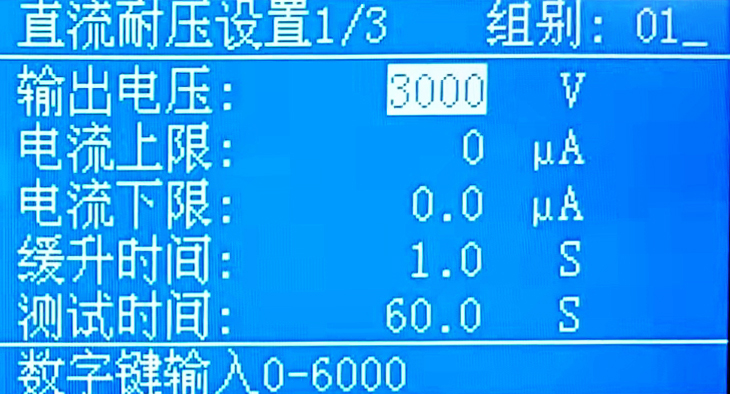 直流耐压设置1/3 组别: 01_
输出电压: 3000 V
电流上限: 0 μA
电流下限: 0.0 μA
缓升时间: 1.0 S
测试时间: 60.0 S
数字键输入0-6000